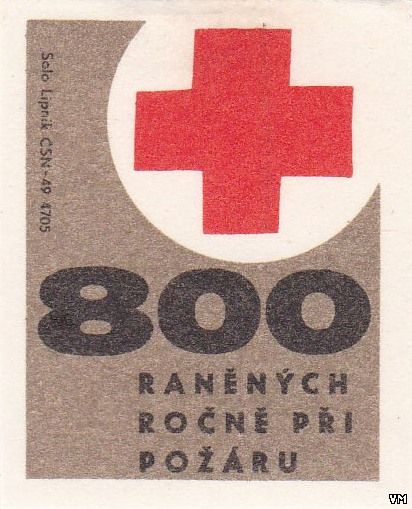 Solo Lipník ČSN-49 4705
800
RANĚNÝCH
ROČNĚ PŘI
POŽÁRU
VM